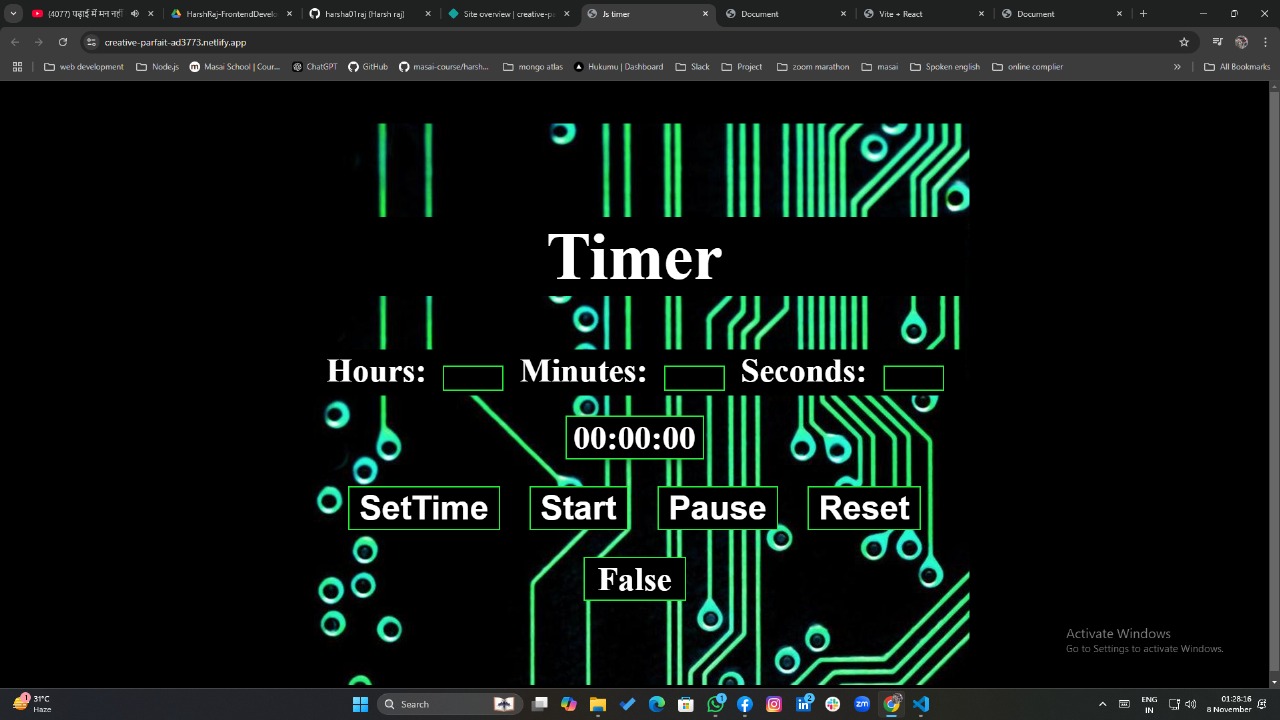 (4077) पढ़ाई में मन नहीं
HarshRaj-FrontendDevelo
harsha01raj (Harsh raj)
Site overview | creative-p
Js timer
Document
Vite + React
Document
creative-parfait-ad3773.netlify.app
web development
Node.js
Masai School | Cour...
ChatGPT
GitHub
masai-course/harsh...
mongo atlas
Hukumu | Dashboard
Slack
Project
zoom marathon
masai
Spoken english
online complier
All Bookmarks
Timer
Hours: Minutes: Seconds:
00:00:00
SetTime Start Pause Reset
False
Activate Windows
Go to Settings to activate Windows.
1
31°C
Haze
Search
1
2
zm
ENG
IN
01:28:16
8 November